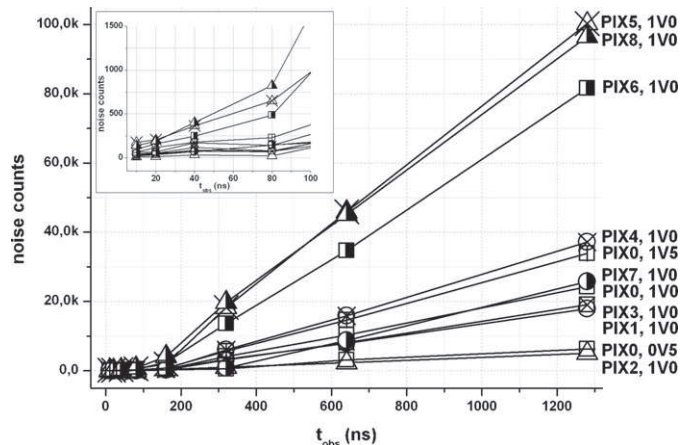 100,0k
80,0k
60,0k
40,0k
20,0k
0,0
noise counts
0
200
400
600
800
1000
1200
t_obs (ns)
1500
1000
500
0
noise counts
20
40
60
80
100
t_obs (ns)
PIX5, 1V0
PIX8, 1V0
PIX6, 1V0
PIX4, 1V0
PIX0, 1V5
PIX7, 1V0
PIX0, 1V0
PIX3, 1V0
PIX1, 1V0
PIX0, 0V5
PIX2, 1V0